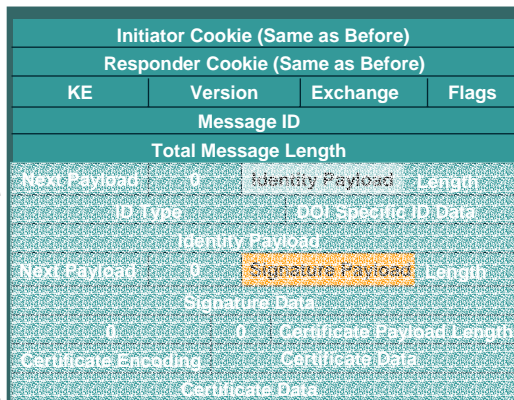 Initiator Cookie (Same as Before)
Responder Cookie (Same as Before)
KE Version Exchange Flags
Message ID
Total Message Length
Next Payload 0 Identity Payload Length
ID Type DOI Specific ID Data
Identity Payload
Next Payload 0 Signature Payload Length
Signature Data
0 0 Certificate Payload Length
Certificate Encoding Certificate Data
Certificate Data